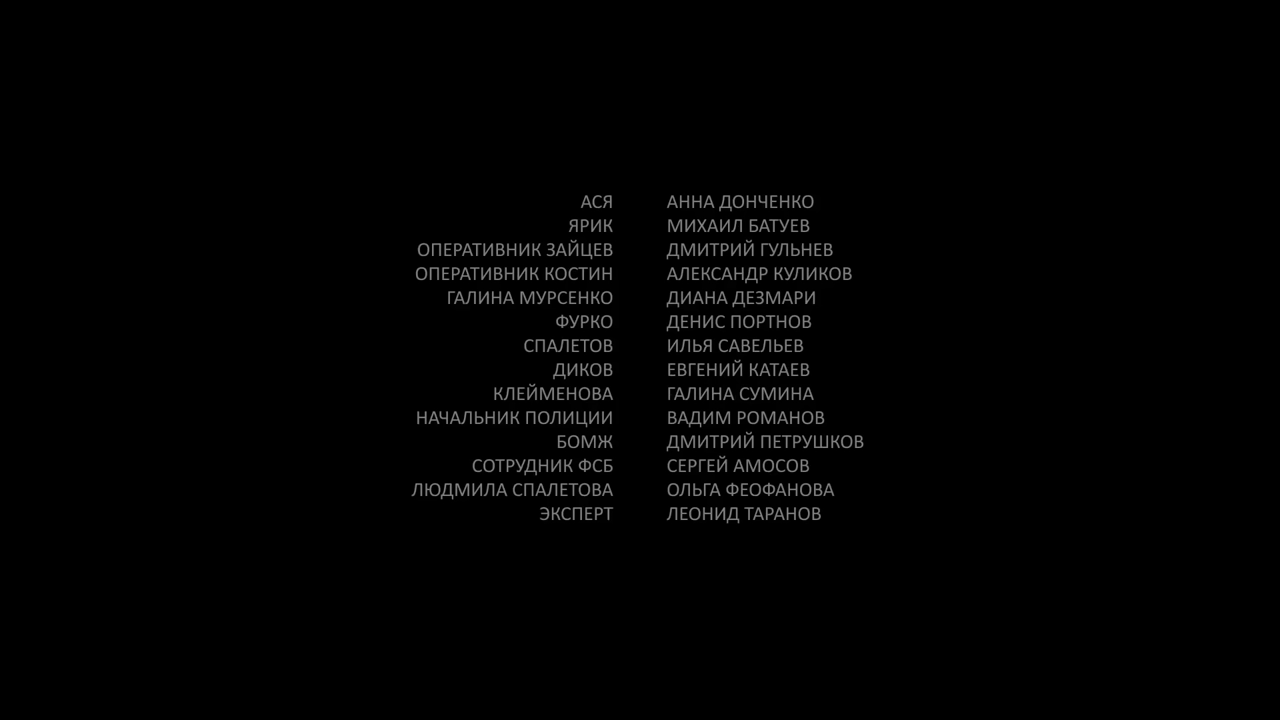 АСЯ АННА ДОНЧЕНКО
ЯРИК МИХАИЛ БАТУЕВ
ОПЕРАТИВНИК ЗАЙЦЕВ ДМИТРИЙ ГУЛЬНЕВ
ОПЕРАТИВНИК КОСТИН АЛЕКСАНДР КУЛИКОВ
ГАЛИНА МУРСЕНКО ДИАНА ДЕЗМАРИ
ФУРКО ДЕНИС ПОРТНОВ
СПАЛЕТОВ ИЛЬЯ САВЕЛЬЕВ
ДИКОВ ЕВГЕНИЙ КАТАЕВ
КЛЕЙМЕНОВА ГАЛИНА СУМИНА
НАЧАЛЬНИК ПОЛИЦИИ ВАДИМ РОМАНОВ
БОМЖ ДМИТРИЙ ПЕТРУШКОВ
СОТРУДНИК ФСБ СЕРГЕЙ АМОСОВ
ЛЮДМИЛА СПАЛЕТОВА ОЛЬГА ФЕОФАНОВА
ЭКСПЕРТ ЛЕОНИД ТАРАНОВ